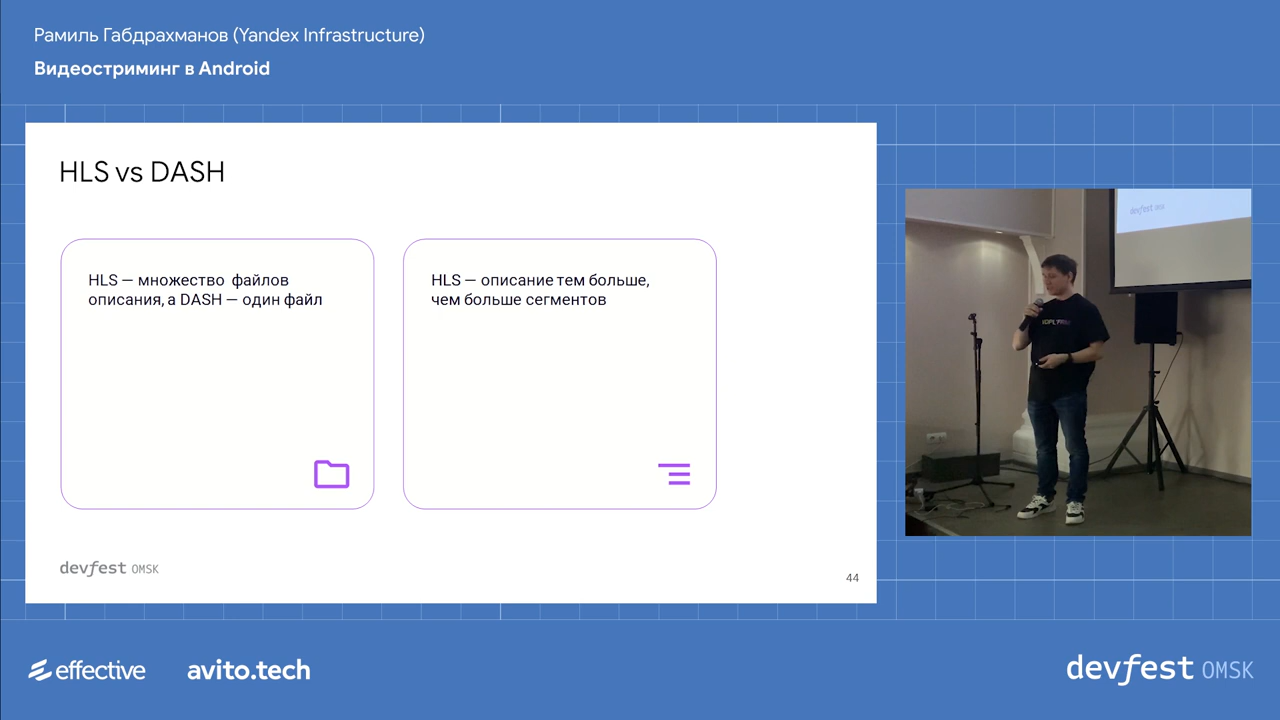 Рамиль Габдрахманов (Yandex Infrastructure)
Видеостриминг в Android
HLS vs DASH
HLS — множество файлов
описания, а DASH — один файл
HLS — описание тем больше,
чем больше сегментов
devfest OMSK
44
devfest
effective
avito.tech
devfest OMSK